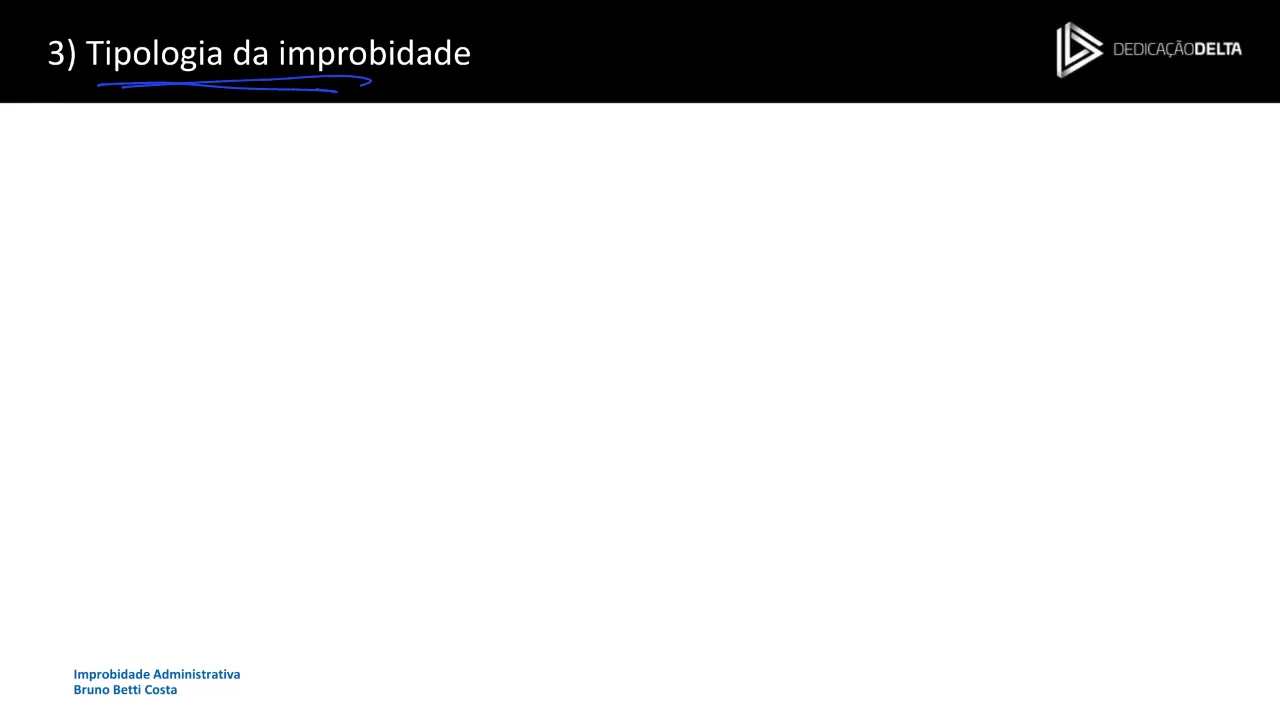 3) Tipologia da improbidade
DEDICAÇÃODELTA
Improbidade Administrativa
Bruno Betti Costa